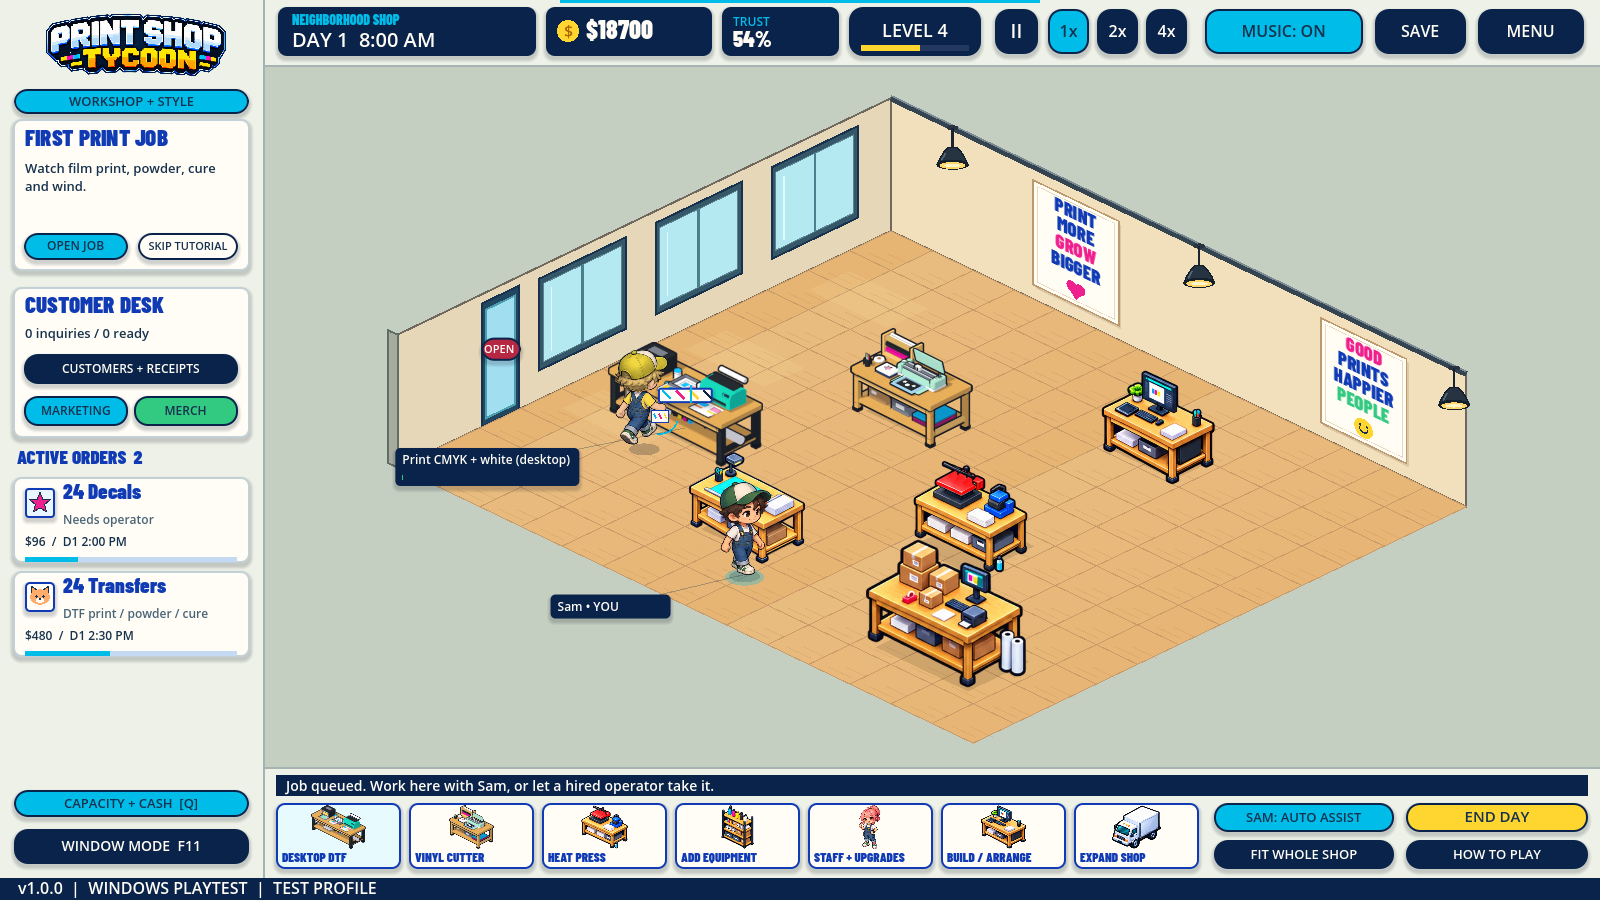 PRINT SHOP
TYCOON
WORKSHOP + STYLE
FIRST PRINT JOB
Watch film print, powder, cure
and wind.
OPEN JOB
SKIP TUTORIAL
CUSTOMER DESK
0 inquiries / 0 ready
CUSTOMERS + RECEIPTS
MARKETING
MERCH
ACTIVE ORDERS 2
24 Decals
Needs operator
$96 / D1 2:00 PM
24 Transfers
DTF print / powder / cure
$480 / D1 2:30 PM
CAPACITY + CASH [Q]
WINDOW MODE F11
NEIGHBORHOOD SHOP
DAY 1 8:00 AM
$ $18700
TRUST
54%
LEVEL 4
II
1x
2x
4x
MUSIC: ON
SAVE
MENU
OPEN
PRINT
MORE
GROW
BIGGER
GOOD
PRINTS
HAPPIER
PEOPLE
Print CMYK + white (desktop)
Sam • YOU
Job queued. Work here with Sam, or let a hired operator take it.
DESKTOP DTF
VINYL CUTTER
HEAT PRESS
ADD EQUIPMENT
STAFF + UPGRADES
BUILD / ARRANGE
EXPAND SHOP
SAM: AUTO ASSIST
END DAY
FIT WHOLE SHOP
HOW TO PLAY
v1.0.0 | WINDOWS PLAYTEST | TEST PROFILE